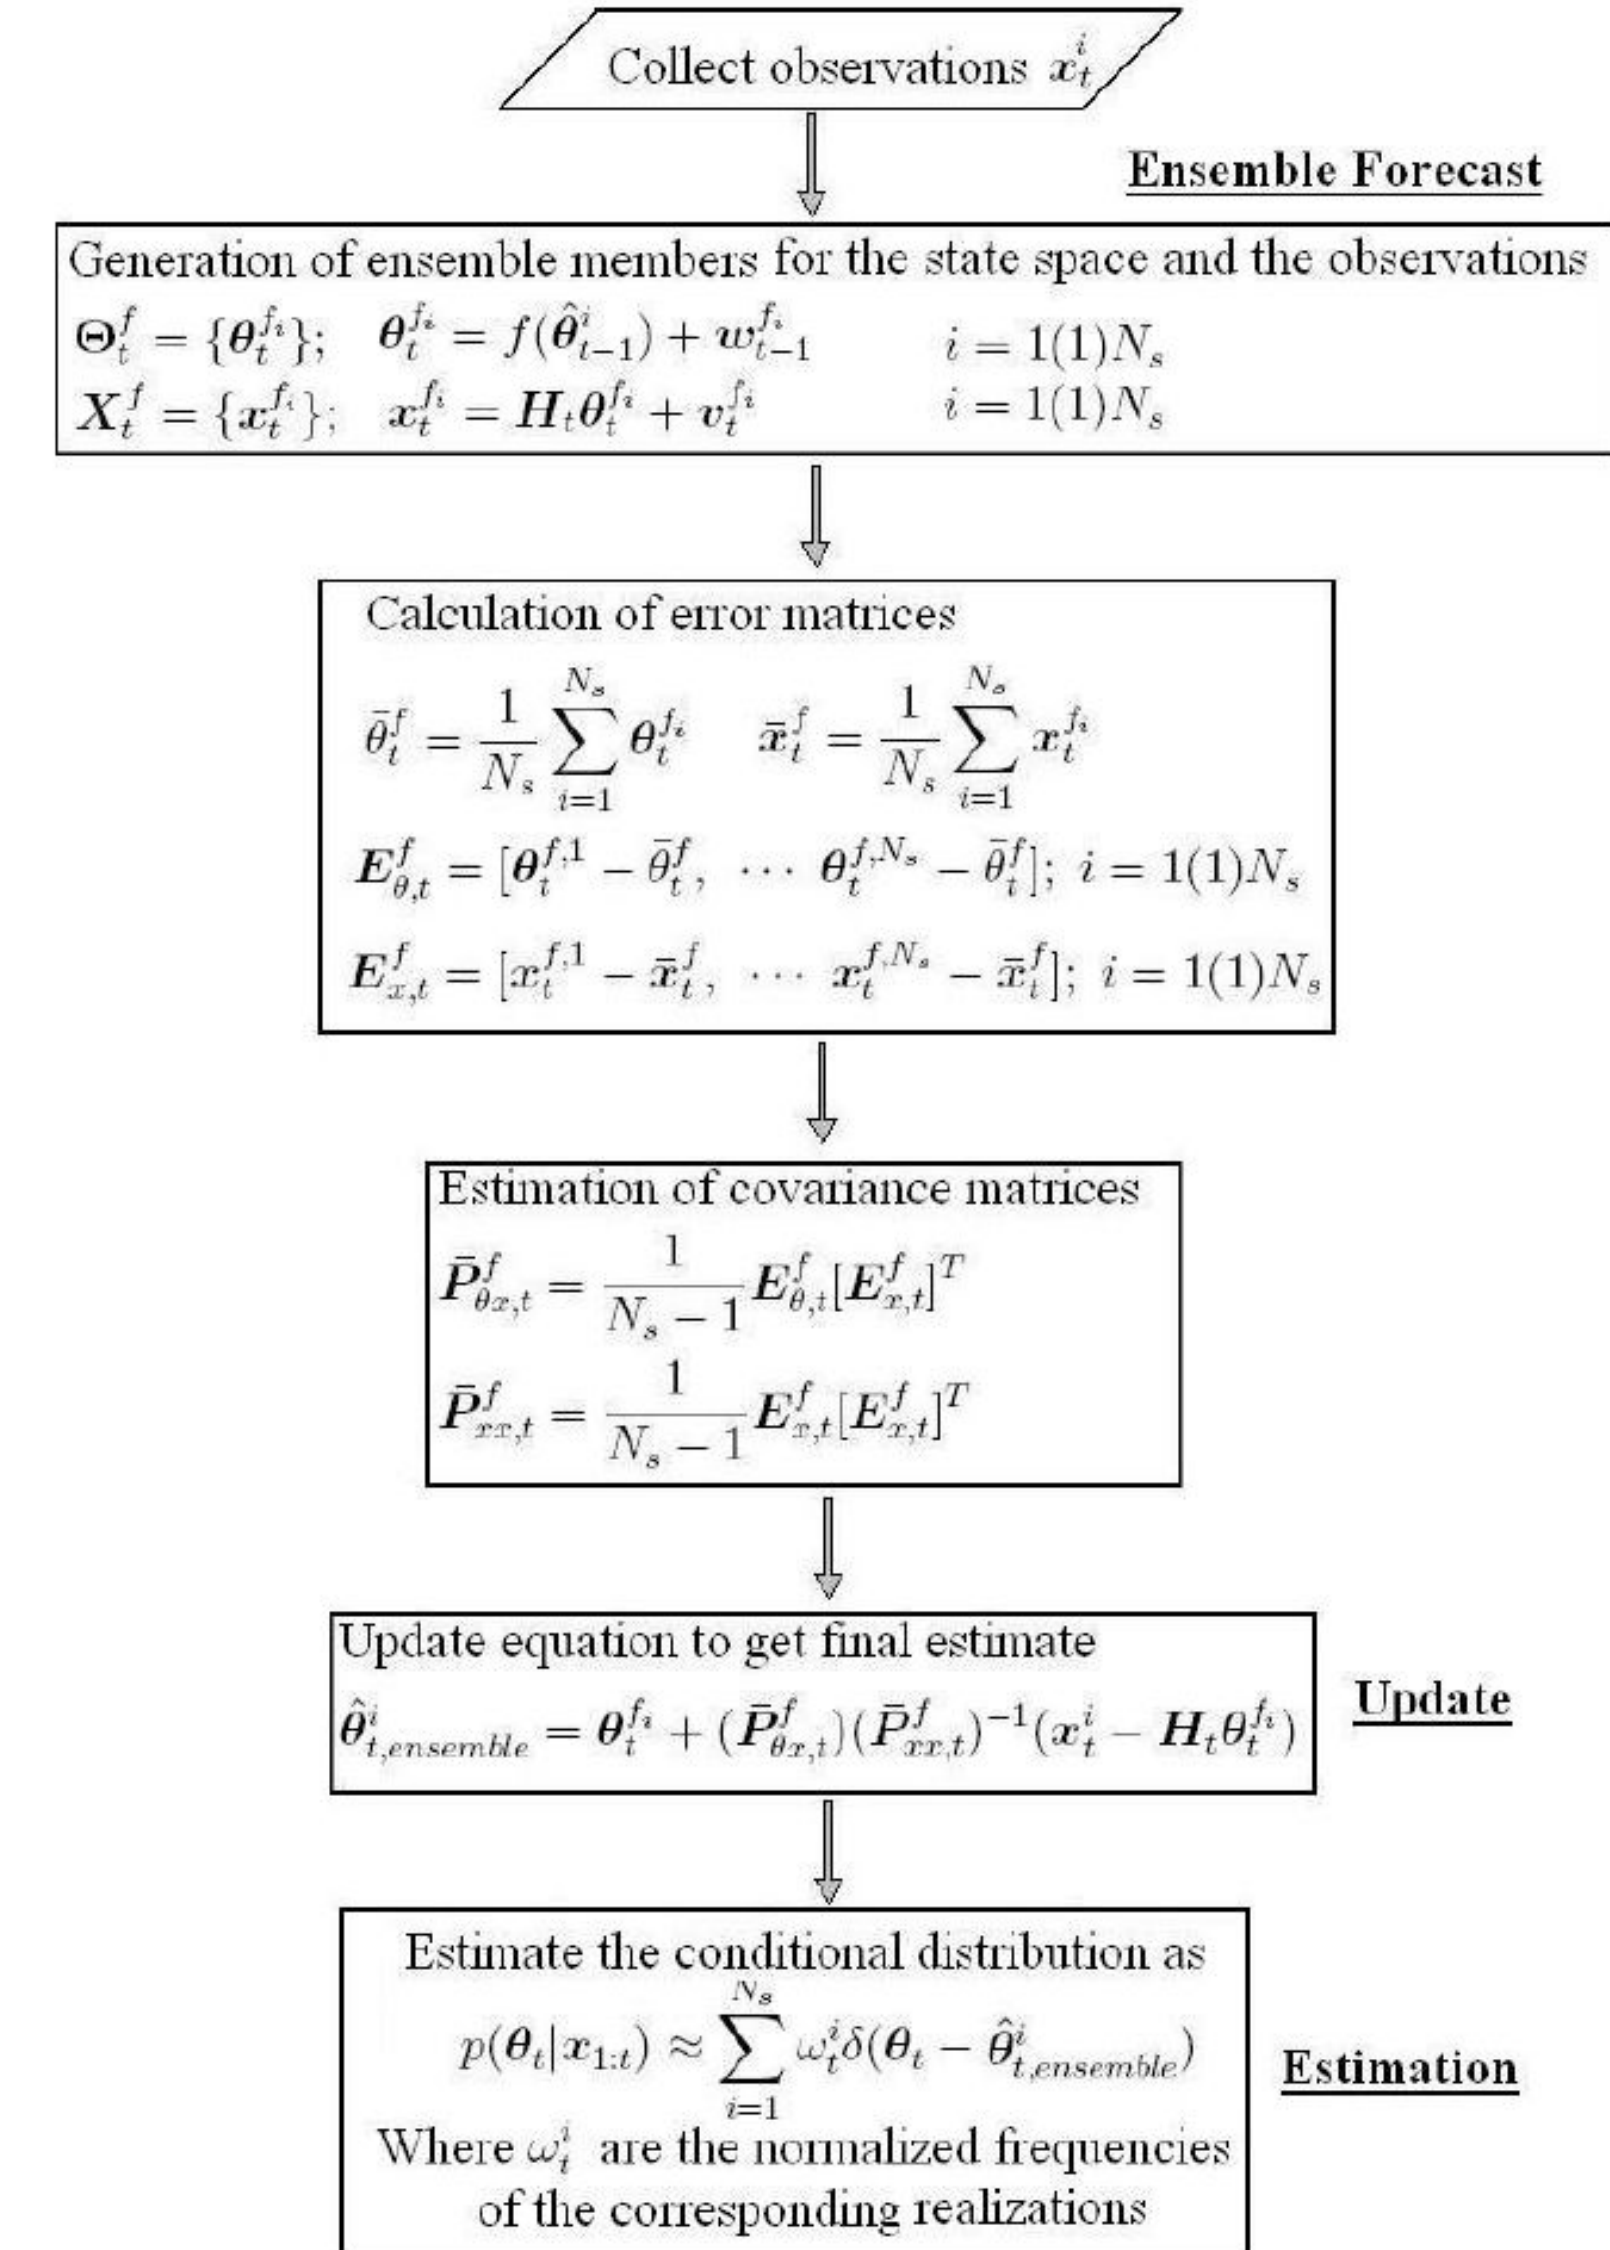 Collect observations $x_t^i$
Ensemble Forecast
Generation of ensemble members for the state space and the observations
$\Theta_t^f = \{\theta_t^{f_i}\}; \quad \theta_t^{f_i} = f(\hat{\theta}_{t-1}^i) + w_{t-1}^{f_i} \quad i = 1(1)N_s$
$X_t^f = \{x_t^{f_i}\}; \quad x_t^{f_i} = H_t\theta_t^{f_i} + v_t^{f_i} \quad i = 1(1)N_s$
Calculation of error matrices
$\bar{\theta}_t^f = \frac{1}{N_s}\sum_{i=1}^{N_s}\theta_t^{f_i} \quad \bar{x}_t^f = \frac{1}{N_s}\sum_{i=1}^{N_s}x_t^{f_i}$
$E_{\theta,t}^f = [\theta_t^{f,1} - \bar{\theta}_t^f, \cdots \theta_t^{f,N_s} - \bar{\theta}_t^f]; \; i = 1(1)N_s$
$E_{x,t}^f = [x_t^{f,1} - \bar{x}_t^f, \cdots x_t^{f,N_s} - \bar{x}_t^f]; \; i = 1(1)N_s$
Estimation of covariance matrices
$\bar{P}_{\theta x,t}^f = \frac{1}{N_s - 1}E_{\theta,t}^f[E_{x,t}^f]^T$
$\bar{P}_{xx,t}^f = \frac{1}{N_s - 1}E_{x,t}^f[E_{x,t}^f]^T$
Update equation to get final estimate
$\hat{\theta}_{t,ensemble}^i = \theta_t^{f_i} + (\bar{P}_{\theta x,t}^f)(\bar{P}_{xx,t}^f)^{-1}(x_t^i - H_t\theta_t^{f_i})$
Update
Estimate the conditional distribution as
$p(\theta_t|x_{1:t}) \approx \sum_{i=1}^{N_s}\omega_t^i\delta(\theta_t - \hat{\theta}_{t,ensemble}^i)$
Estimation
Where $\omega_t^i$ are the normalized frequencies
of the corresponding realizations